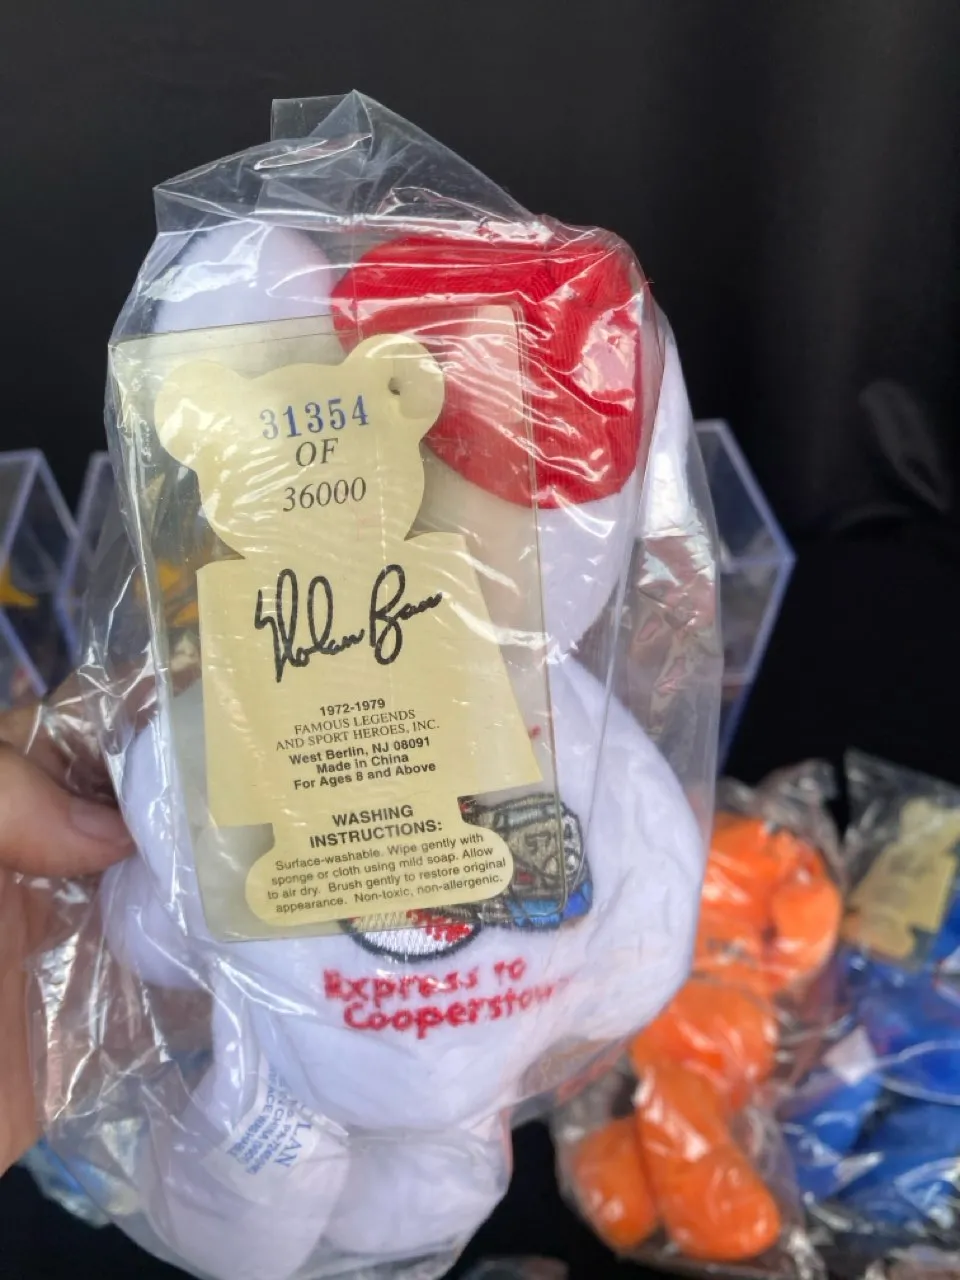 31354
OF
36000
Nolan Ryan
1972-1979
FAMOUS LEGENDS
AND SPORT HEROES, INC.
West Berlin, NJ 08091
Made in China
For Ages 8 and Above
WASHING
INSTRUCTIONS:
Surface-washable. Wipe gently with
sponge or cloth using mild soap. Allow
to air dry. Brush gently to restore original
appearance. Non-toxic, non-allergenic.
Express to
Cooperstown